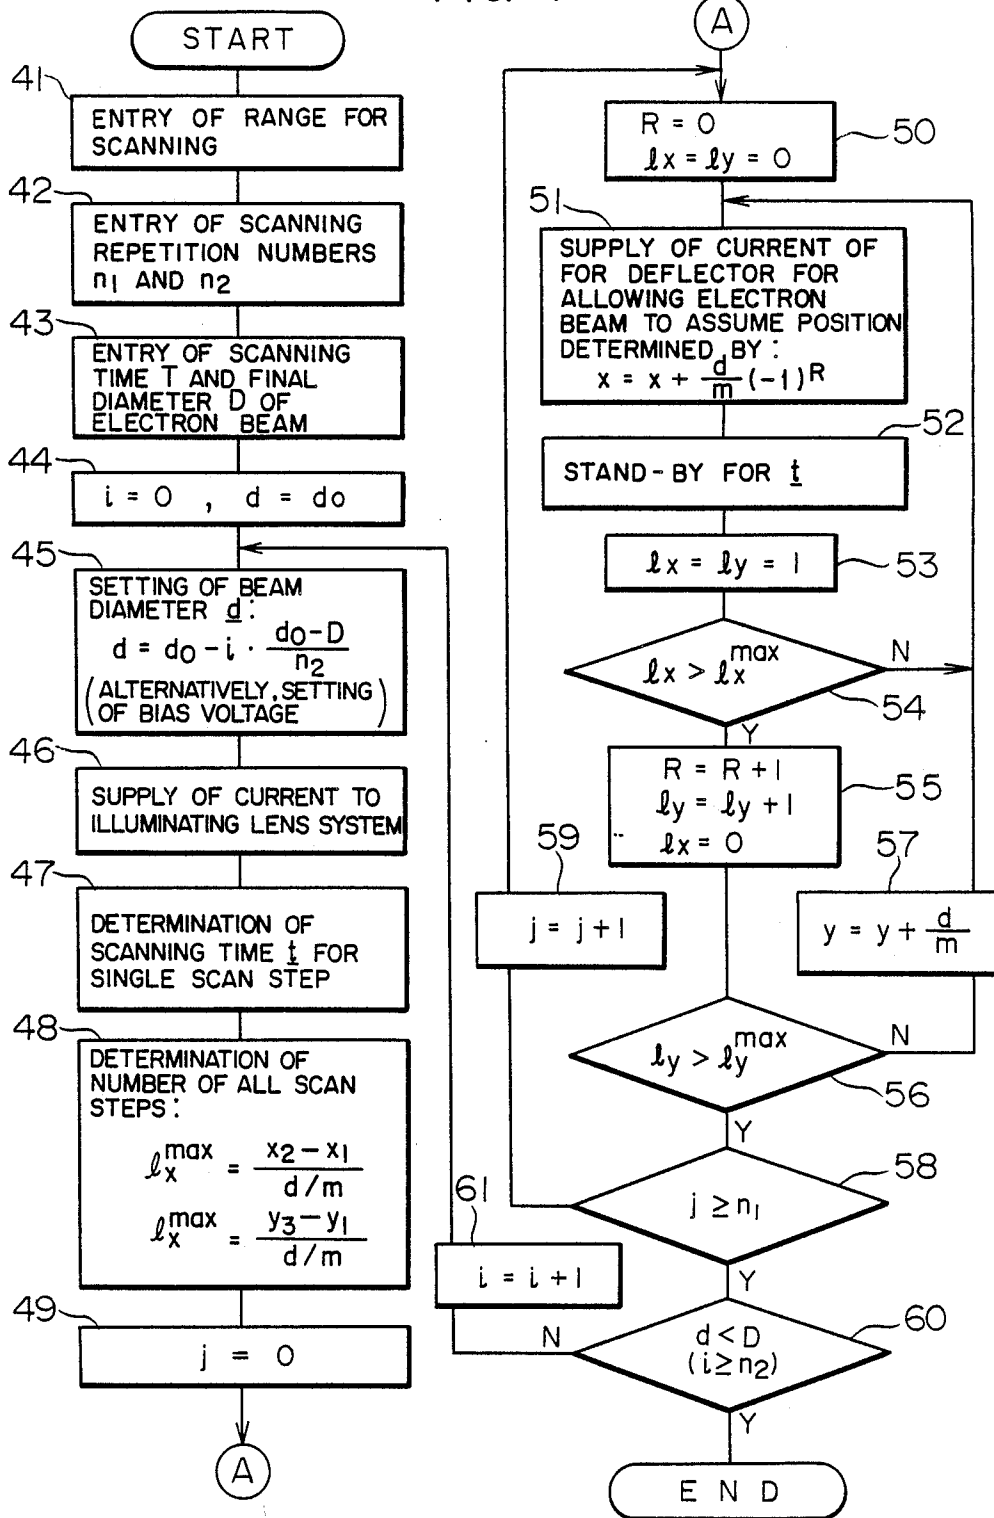 START
41
ENTRY OF RANGE FOR
SCANNING
42
ENTRY OF SCANNING
REPETITION NUMBERS
n₁ AND n₂
43
ENTRY OF SCANNING
TIME T AND FINAL
DIAMETER D OF
ELECTRON BEAM
44
i = 0 , d = do
45
SETTING OF BEAM
DIAMETER d :
d = do - i · (do - D)/n₂
(ALTERNATIVELY, SETTING
OF BIAS VOLTAGE)
46
SUPPLY OF CURRENT TO
ILLUMINATING LENS SYSTEM
47
DETERMINATION OF
SCANNING TIME t FOR
SINGLE SCAN STEP
48
DETERMINATION OF
NUMBER OF ALL SCAN
STEPS :
ℓx^max = (x₂ - x₁)/(d/m)
ℓx^max = (y₃ - y₁)/(d/m)
49
j = 0
A
A
50
R = 0
ℓx = ℓy = 0
51
SUPPLY OF CURRENT OF
FOR DEFLECTOR FOR
ALLOWING ELECTRON
BEAM TO ASSUME POSITION
DETERMINED BY :
x = x + d/m (-1)^R
52
STAND-BY FOR t
53
ℓx = ℓy = 1
ℓx > ℓx^max
N
54
Y
55
R = R + 1
ℓy = ℓy + 1
ℓx = 0
59
j = j + 1
57
y = y + d/m
ℓy > ℓy^max
N
56
Y
58
j ≥ n₁
Y
61
i = i + 1
60
d < D
(i ≥ n₂)
N
Y
END